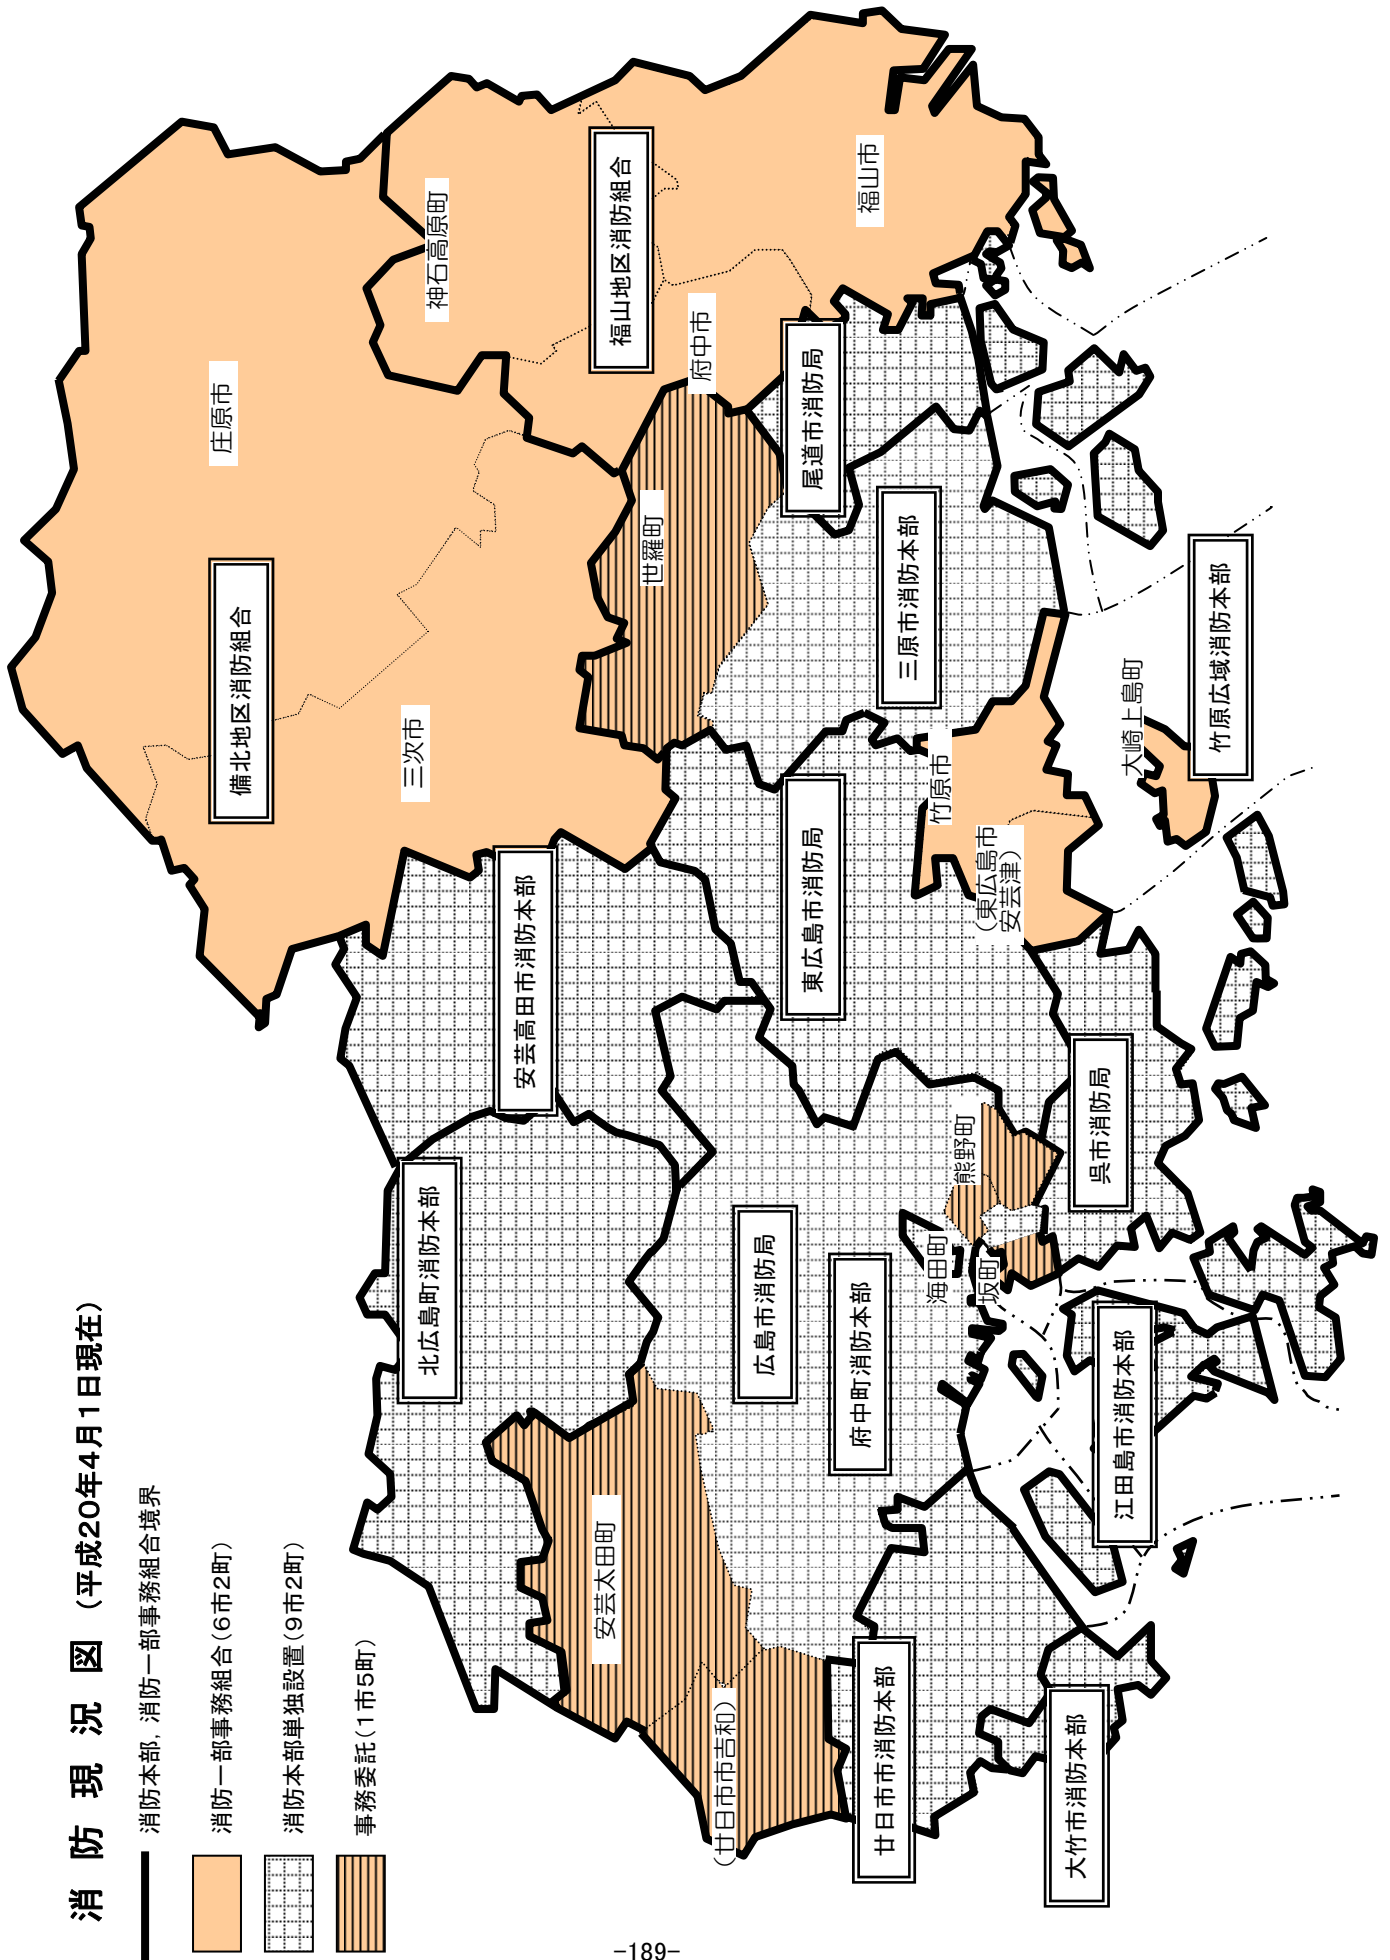 消防現況図（平成20年4月1日現在）
消防本部，消防一部事務組合境界
消防一部事務組合（6市2町）
消防本部単独設置（9市2町）
事務委託（1市5町）
備北地区消防組合
庄原市
三次市
神石高原町
福山地区消防組合
福山市
府中市
世羅町
尾道市消防局
三原市消防本部
東広島市消防局
竹原市
（東広島市
安芸津）
大崎上島町
竹原広域消防本部
安芸高田市消防本部
北広島町消防本部
広島市消防局
府中町消防本部
海田町
熊野町
坂町
呉市消防局
江田島市消防本部
安芸太田町
（廿日市市吉和）
廿日市市消防本部
大竹市消防本部
-189-